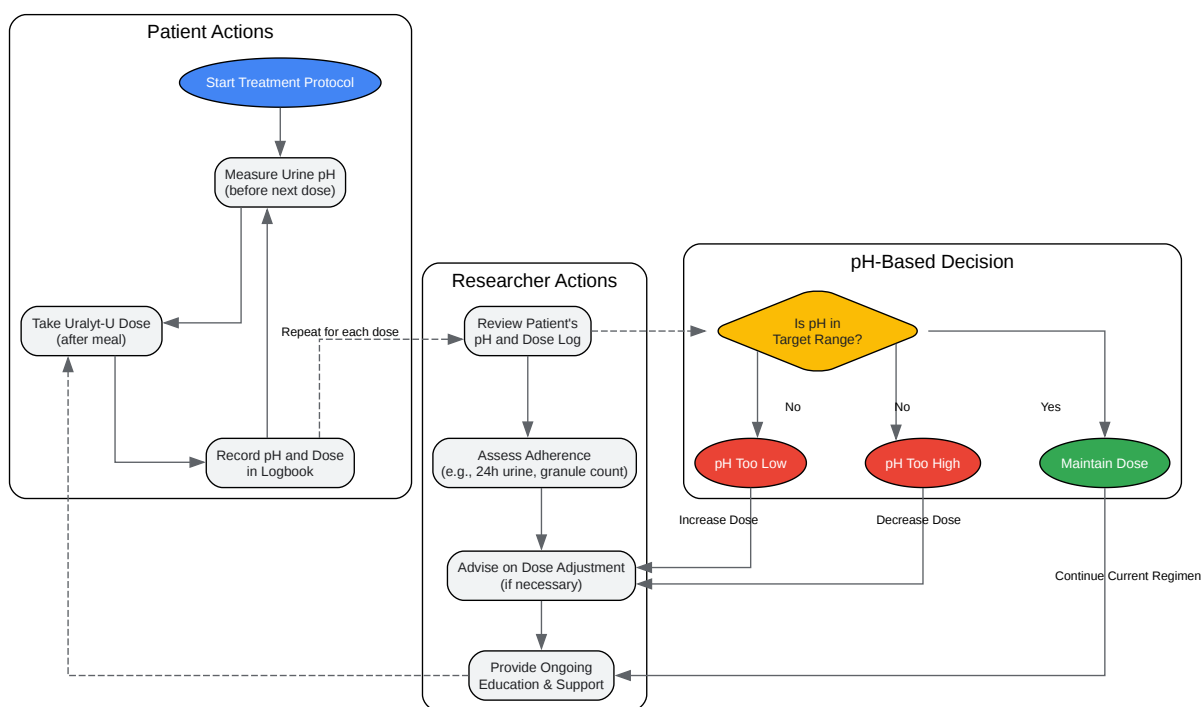 Patient Actions
Start Treatment Protocol
Measure Urine pH
(before next dose)
Take Uralyt-U Dose
(after meal)
Record pH and Dose
in Logbook
Repeat for each dose
Researcher Actions
Review Patient's
pH and Dose Log
Assess Adherence
(e.g., 24h urine, granule count)
Advise on Dose Adjustment
(if necessary)
Provide Ongoing
Education & Support
pH-Based Decision
Is pH in
Target Range?
No
No
Yes
pH Too Low
pH Too High
Maintain Dose
Increase Dose
Decrease Dose
Continue Current Regimen